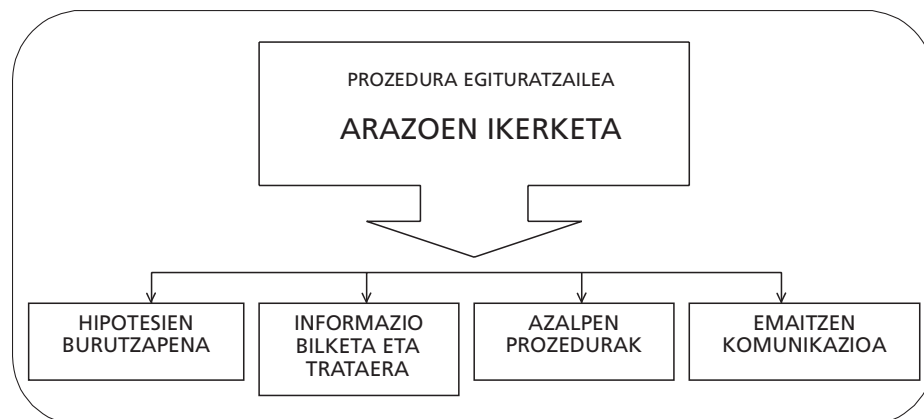 PROZEDURA EGITURATZAILEA
ARAZOEN IKERKETA
HIPOTESIEN
BURUTZAPENA
INFORMAZIO
BILKETA ETA
TRATAERA
AZALPEN
PROZEDURAK
EMAITZEN
KOMUNIKAZIOA